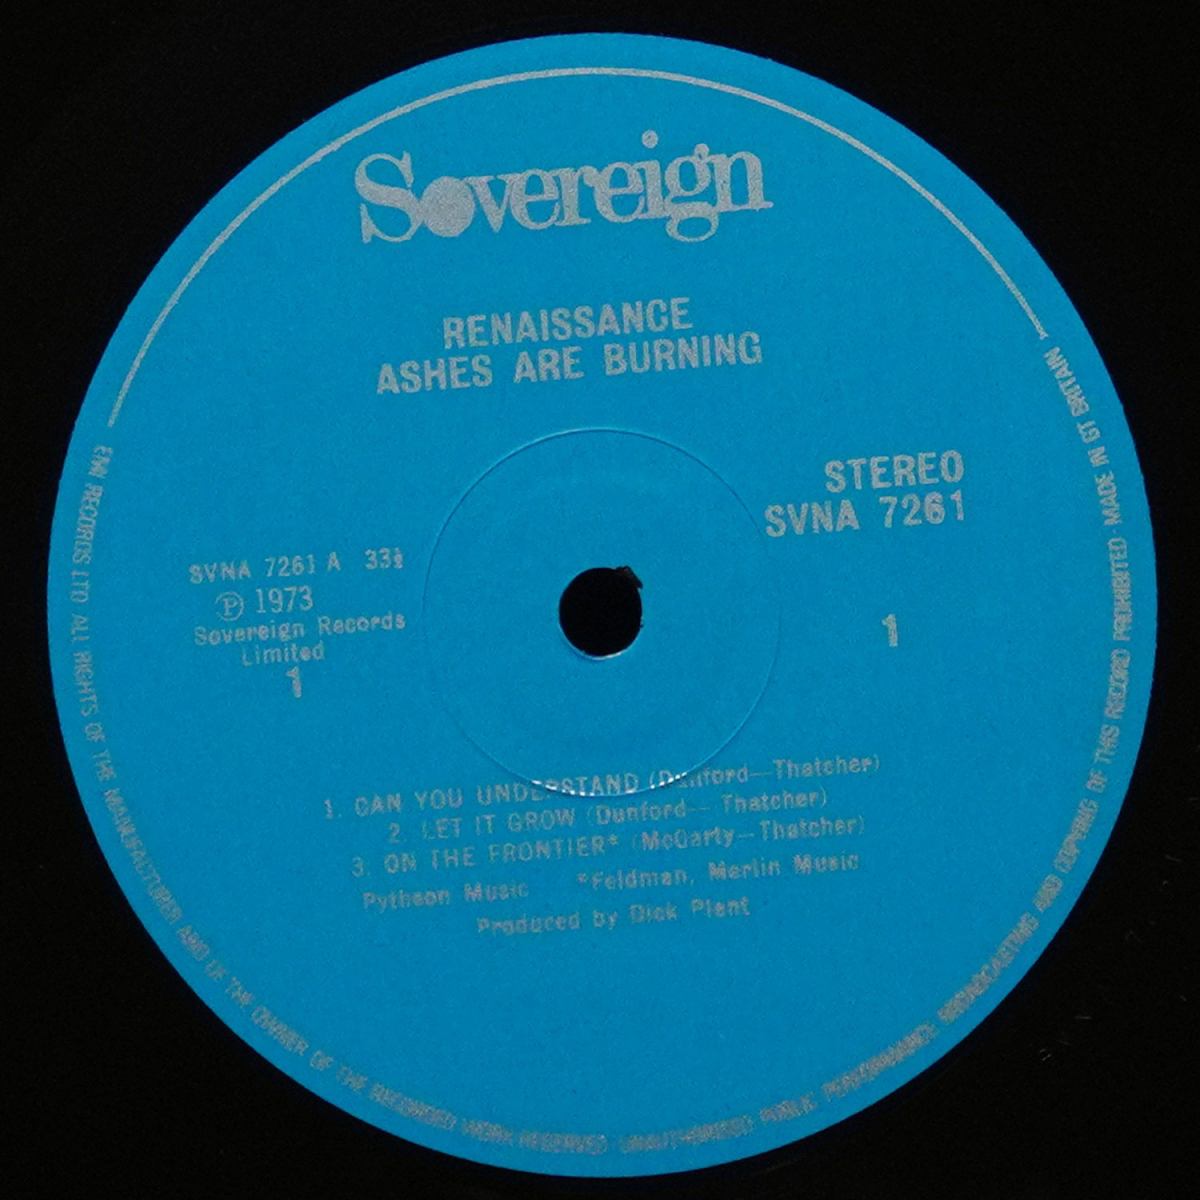 Sovereign
RENAISSANCE
ASHES ARE BURNING
STEREO
SVNA 7261
SVNA 7261 A 33⅓
Ⓟ 1973
Sovereign Records
Limited
1
1
1. CAN YOU UNDERSTAND (Dunford—Thatcher)
2. LET IT GROW (Dunford— Thatcher)
3. ON THE FRONTIER* (McCarty—Thatcher)
Pytheon Music *Feldman, Merlin Music
Produced by Dick Plant
EMI RECORDS LTD ALL RIGHTS OF THE MANUFACTURER AND OF THE OWNER OF THE RECORDED WORK RESERVED UNAUTHORISED PUBLIC PERFORMANCE BROADCASTING AND COPYING OF THIS RECORD PROHIBITED · MADE IN GT BRITAIN